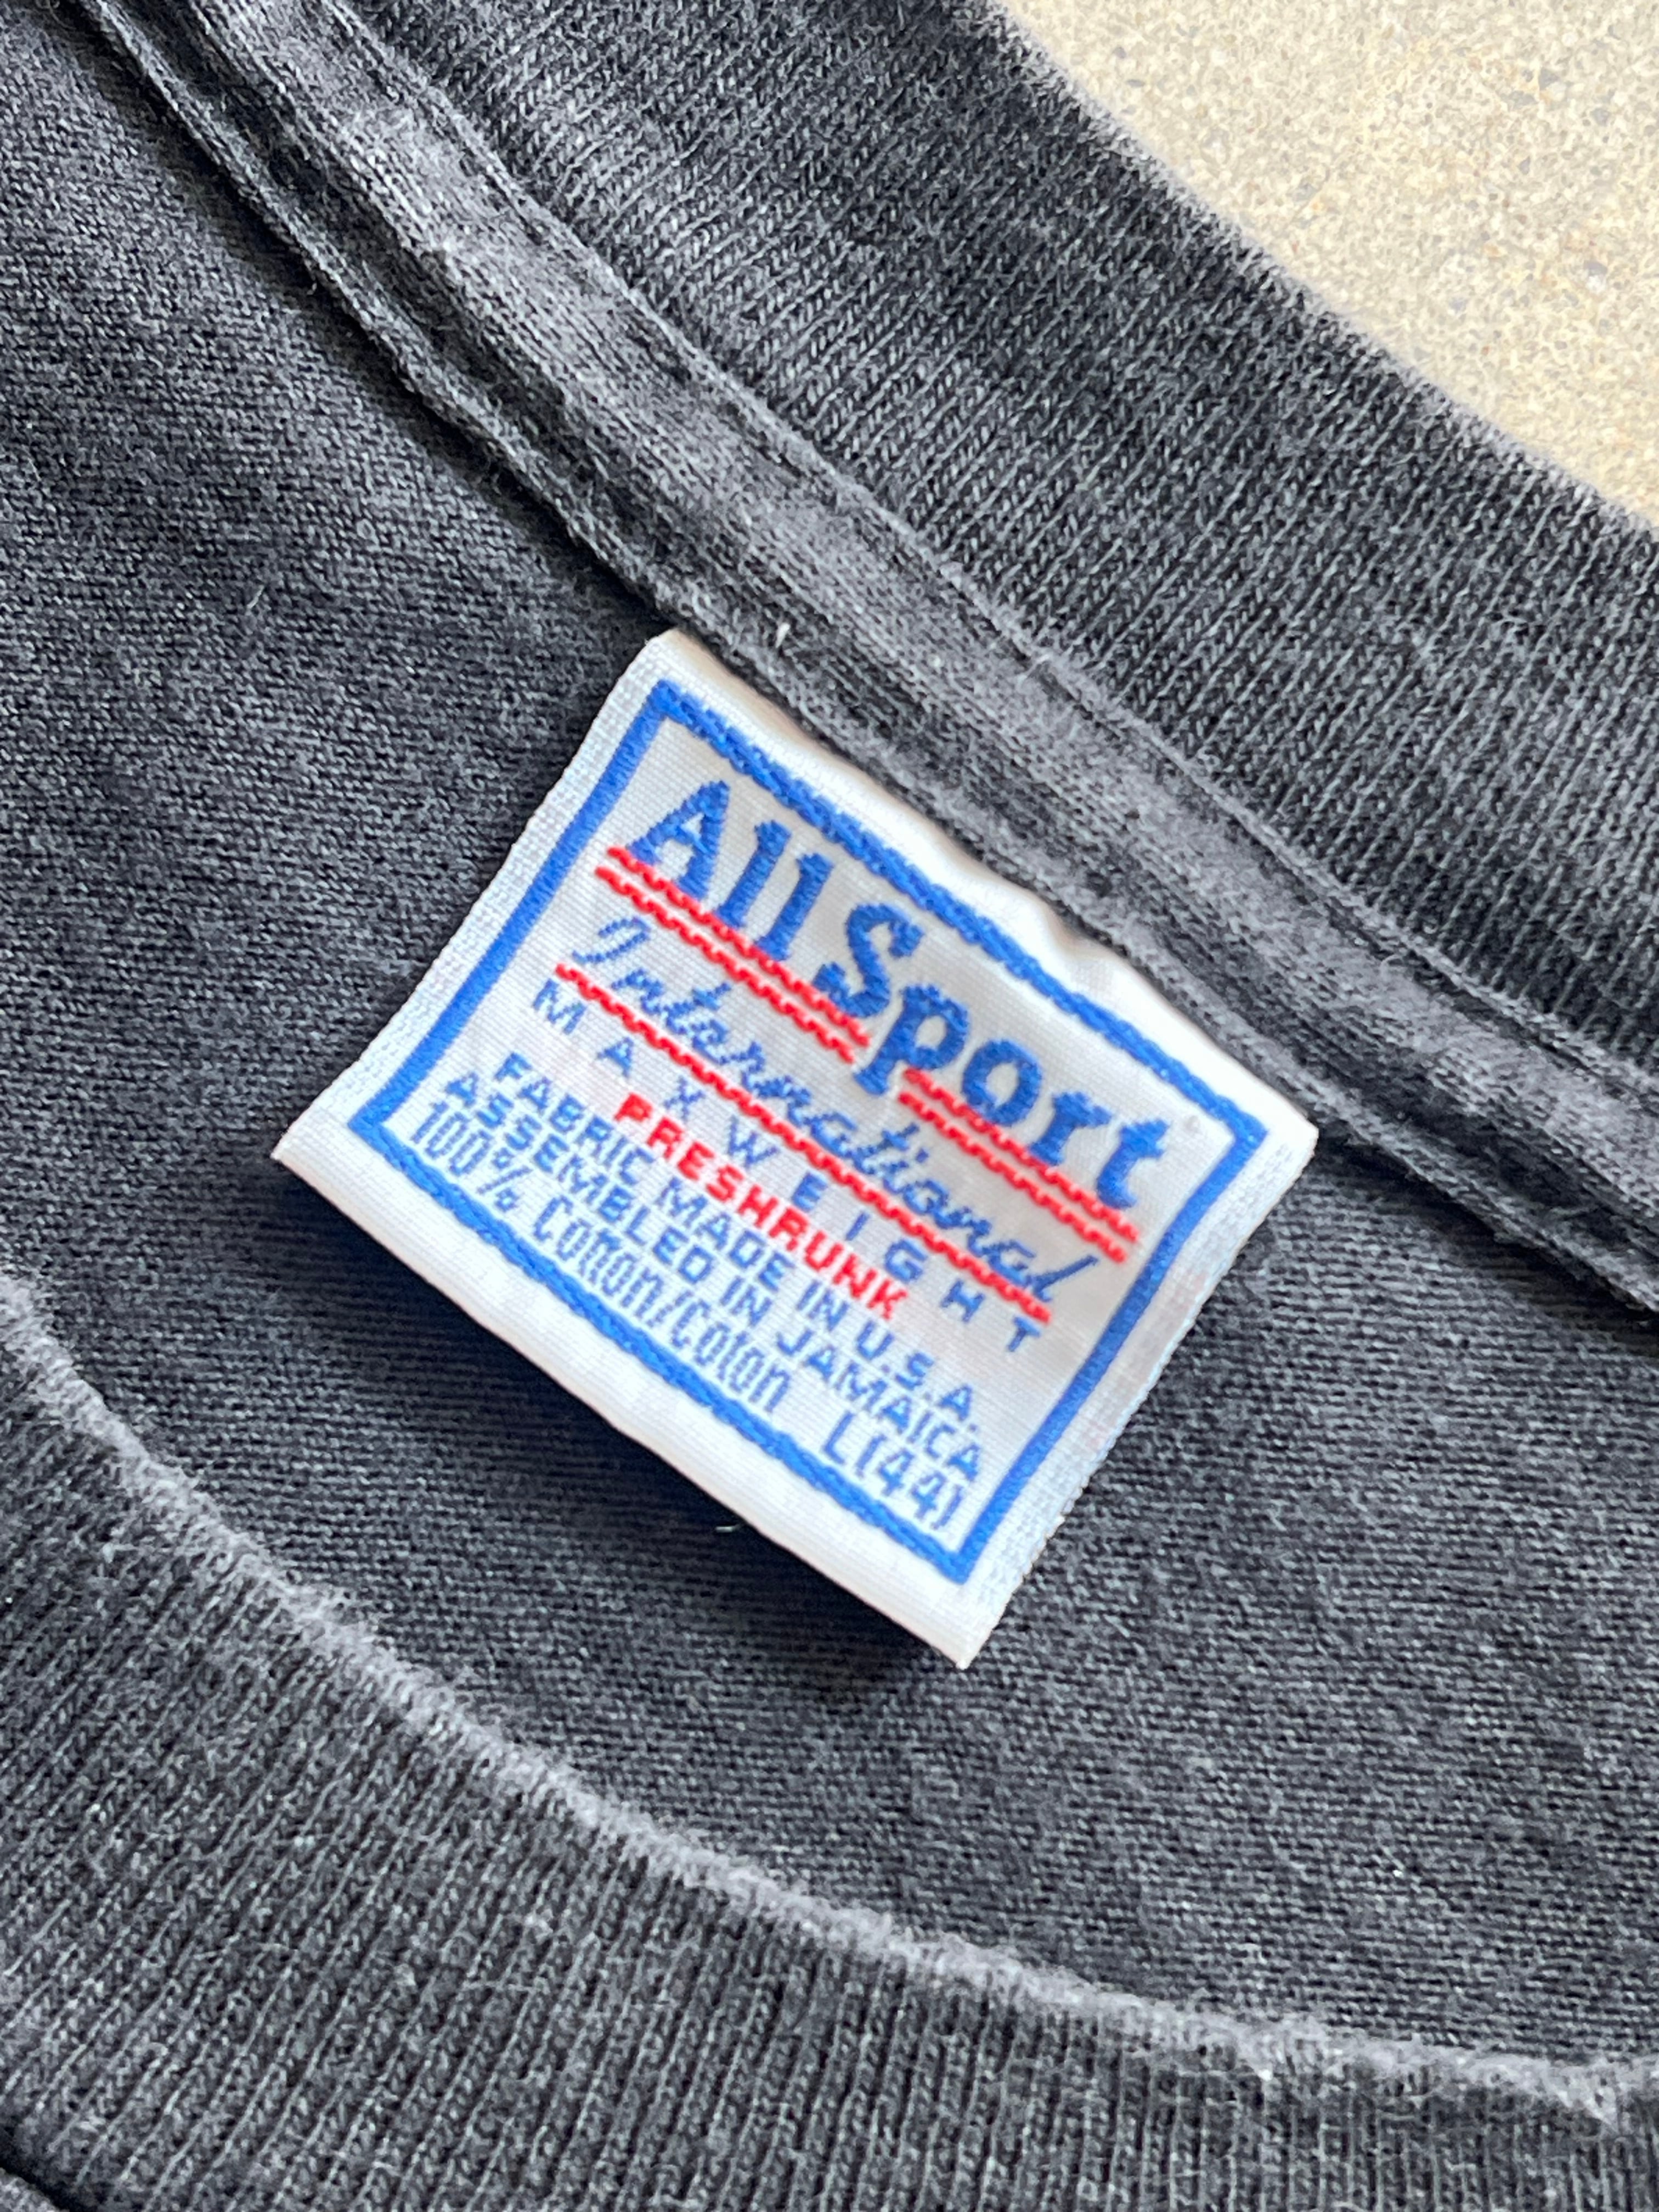 AllSport
International
MAXWEIGHT
PRESHRUNK
FABRIC MADE IN U.S.A.
ASSEMBLED IN JAMAICA
100% Cotton/Coton L(44)